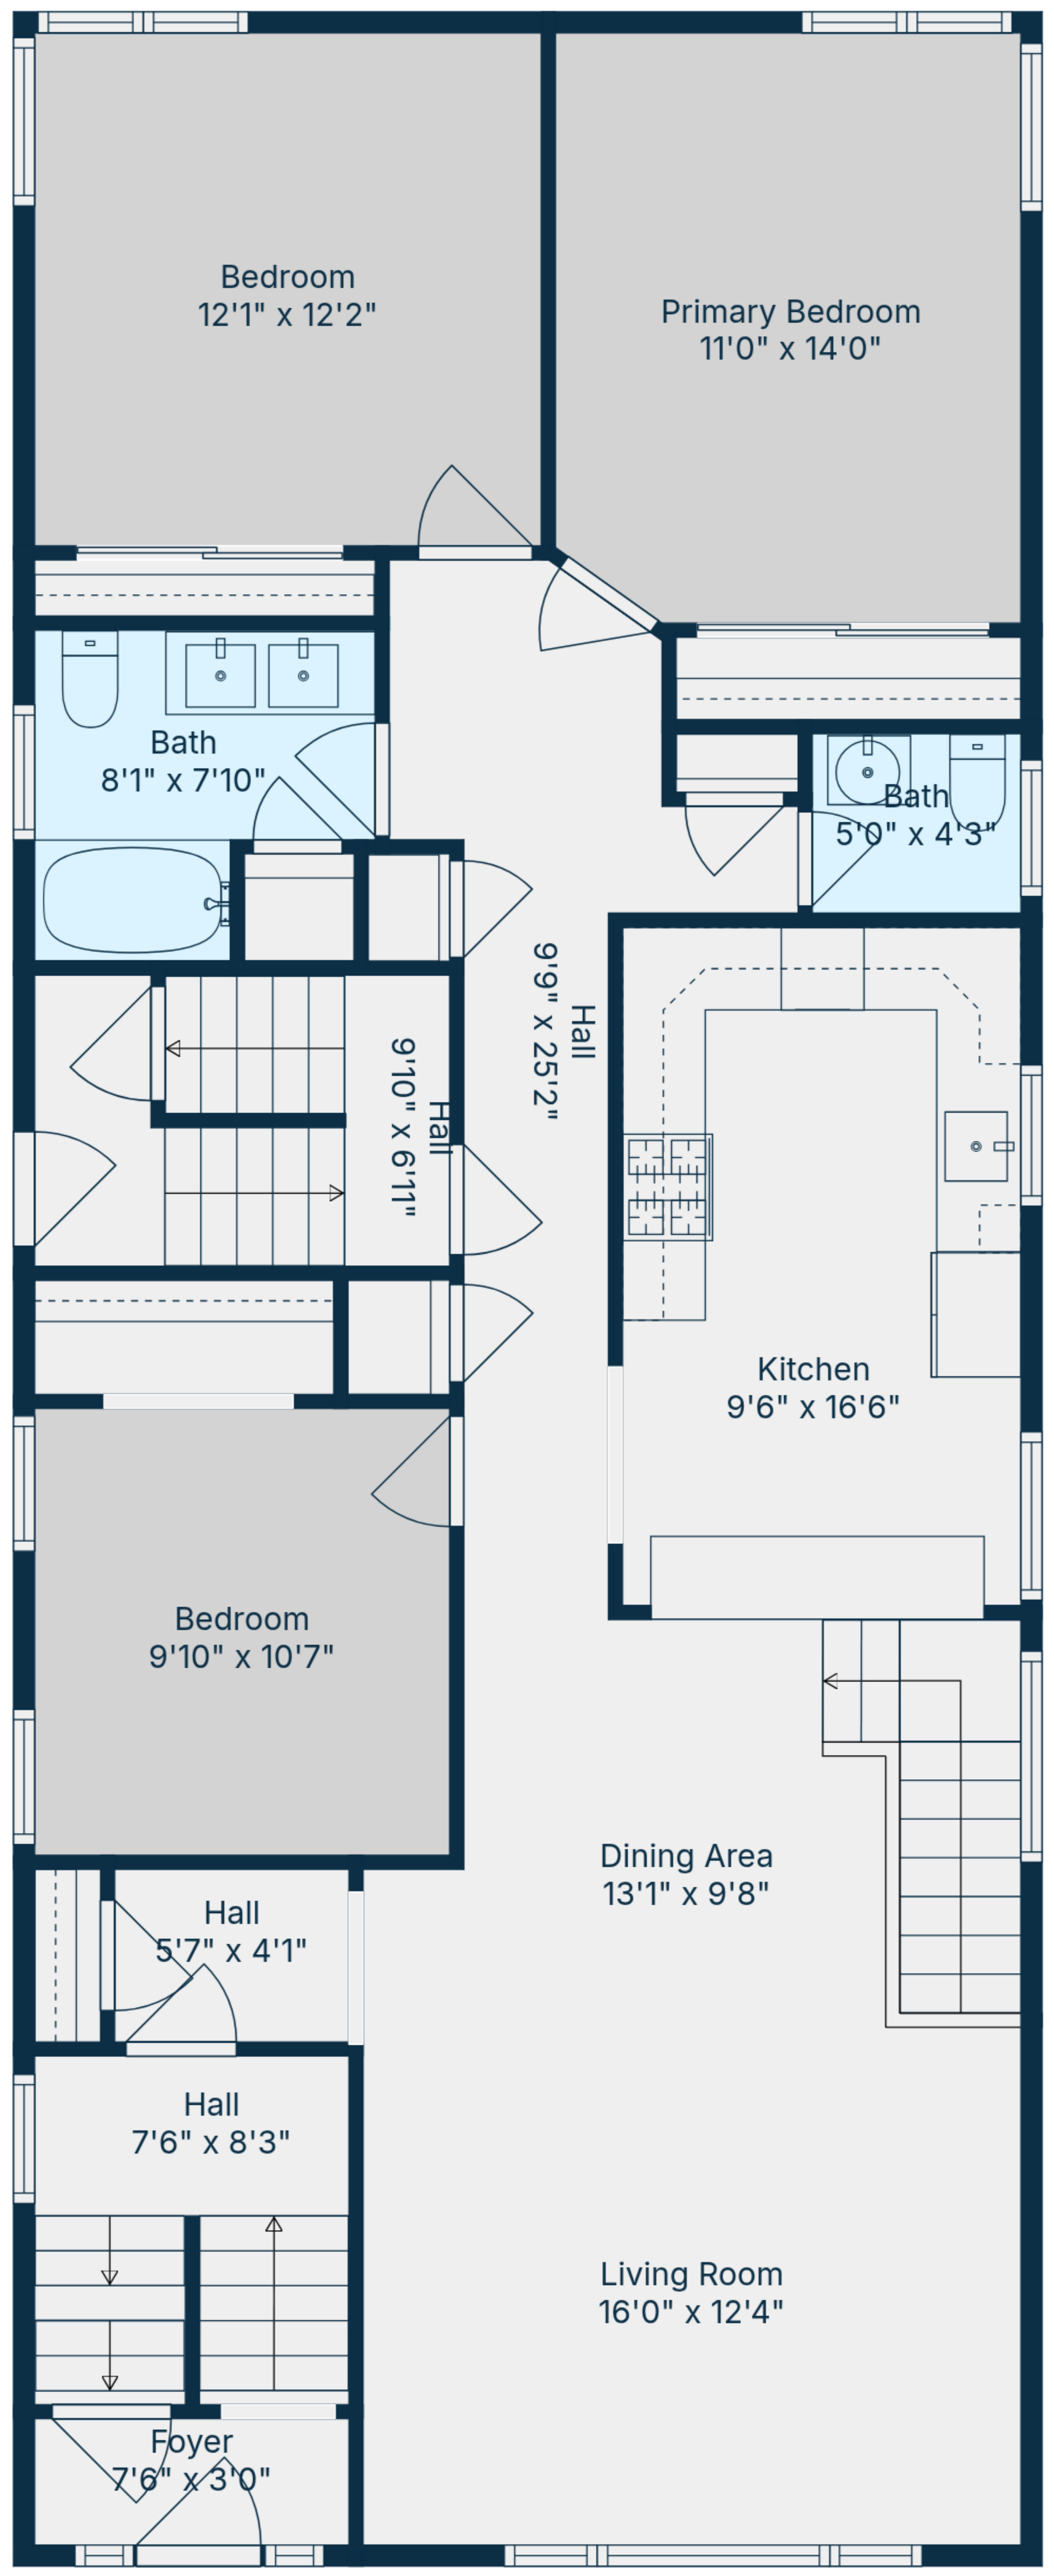 Bedroom
12'1" x 12'2"
Primary Bedroom
11'0" x 14'0"
Bath
8'1" x 7'10"
Bath
5'0" x 4'3"
Hall
9'9" x 25'2"
Hall
9'10" x 6'11"
Kitchen
9'6" x 16'6"
Bedroom
9'10" x 10'7"
Dining Area
13'1" x 9'8"
Hall
5'7" x 4'1"
Hall
7'6" x 8'3"
Living Room
16'0" x 12'4"
Foyer
7'6" x 3'0"